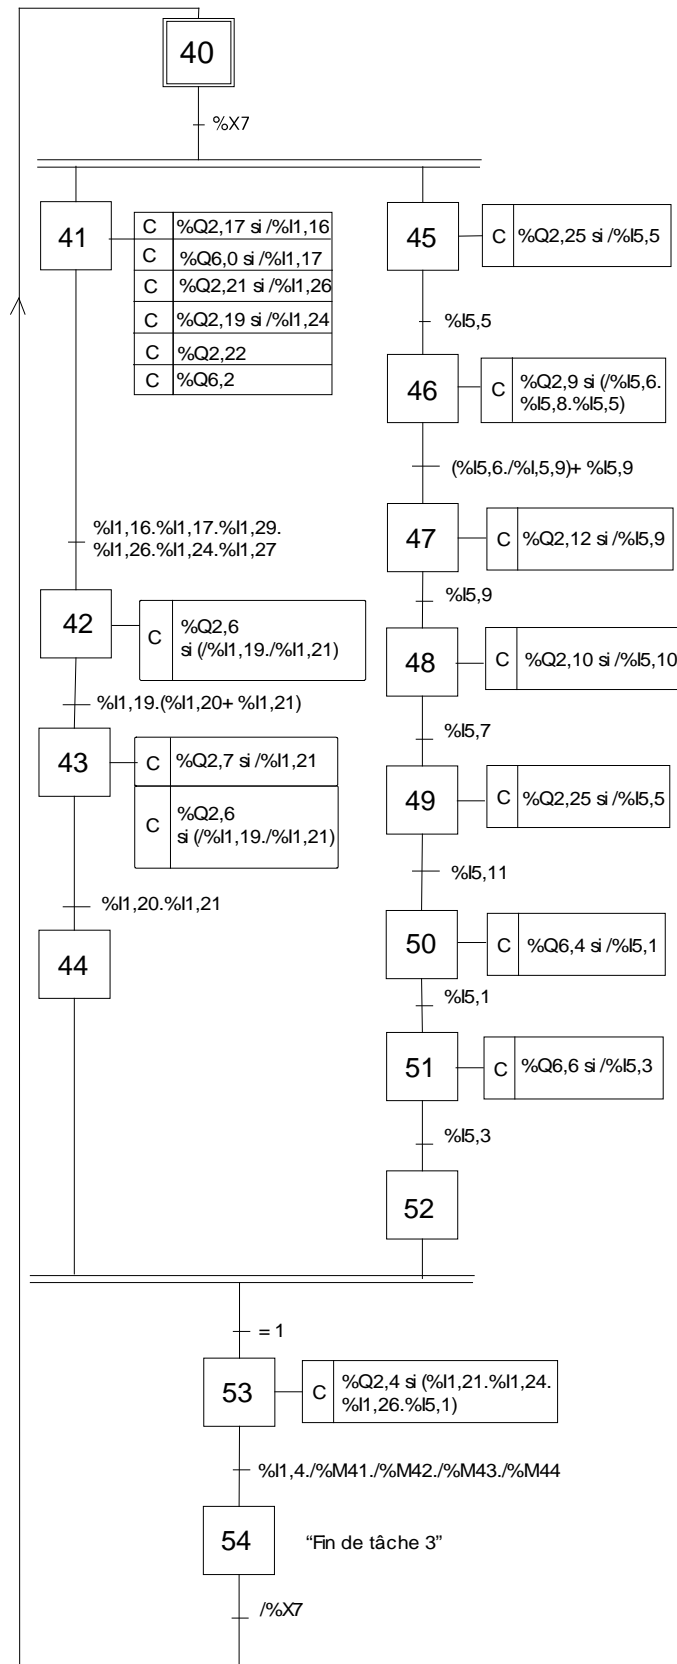 40
%X7
41
C %Q2,17 si /%I1,16
C %Q6,0 si /%I1,17
C %Q2,21 si /%I1,26
C %Q2,19 si /%I1,24
C %Q2,22
C %Q6,2
%I1,16.%I1,17.%I1,29.
%I1,26.%I1,24.%I1,27
42
C %Q2,6
si (/%I1,19./%I1,21)
%I1,19.(%I1,20+ %I1,21)
43
C %Q2,7 si /%I1,21
C %Q2,6
si (/%I1,19./%I1,21)
%I1,20.%I1,21
44
45
C %Q2,25 si /%I5,5
%I5,5
46
C %Q2,9 si (/%I5,6.
%I5,8.%I5,5)
(%I5,6./%I,5,9)+ %I5,9
47
C %Q2,12 si /%I5,9
%I5,9
48
C %Q2,10 si /%I5,10
%I5,7
49
C %Q2,25 si /%I5,5
%I5,11
50
C %Q6,4 si /%I5,1
%I5,1
51
C %Q6,6 si /%I5,3
%I5,3
52
= 1
53
C %Q2,4 si (%I1,21.%I1,24.
%I1,26.%I5,1)
%I1,4./%M41./%M42./%M43./%M44
54
“Fin de tâche 3”
/%X7